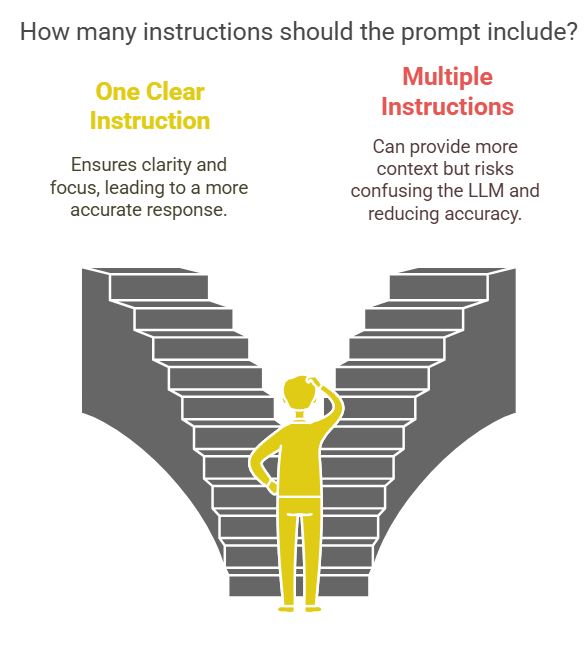 How many instructions should the prompt include?
One Clear
Instruction
Ensures clarity and
focus, leading to a more
accurate response.
Multiple
Instructions
Can provide more
context but risks
confusing the LLM and
reducing accuracy.